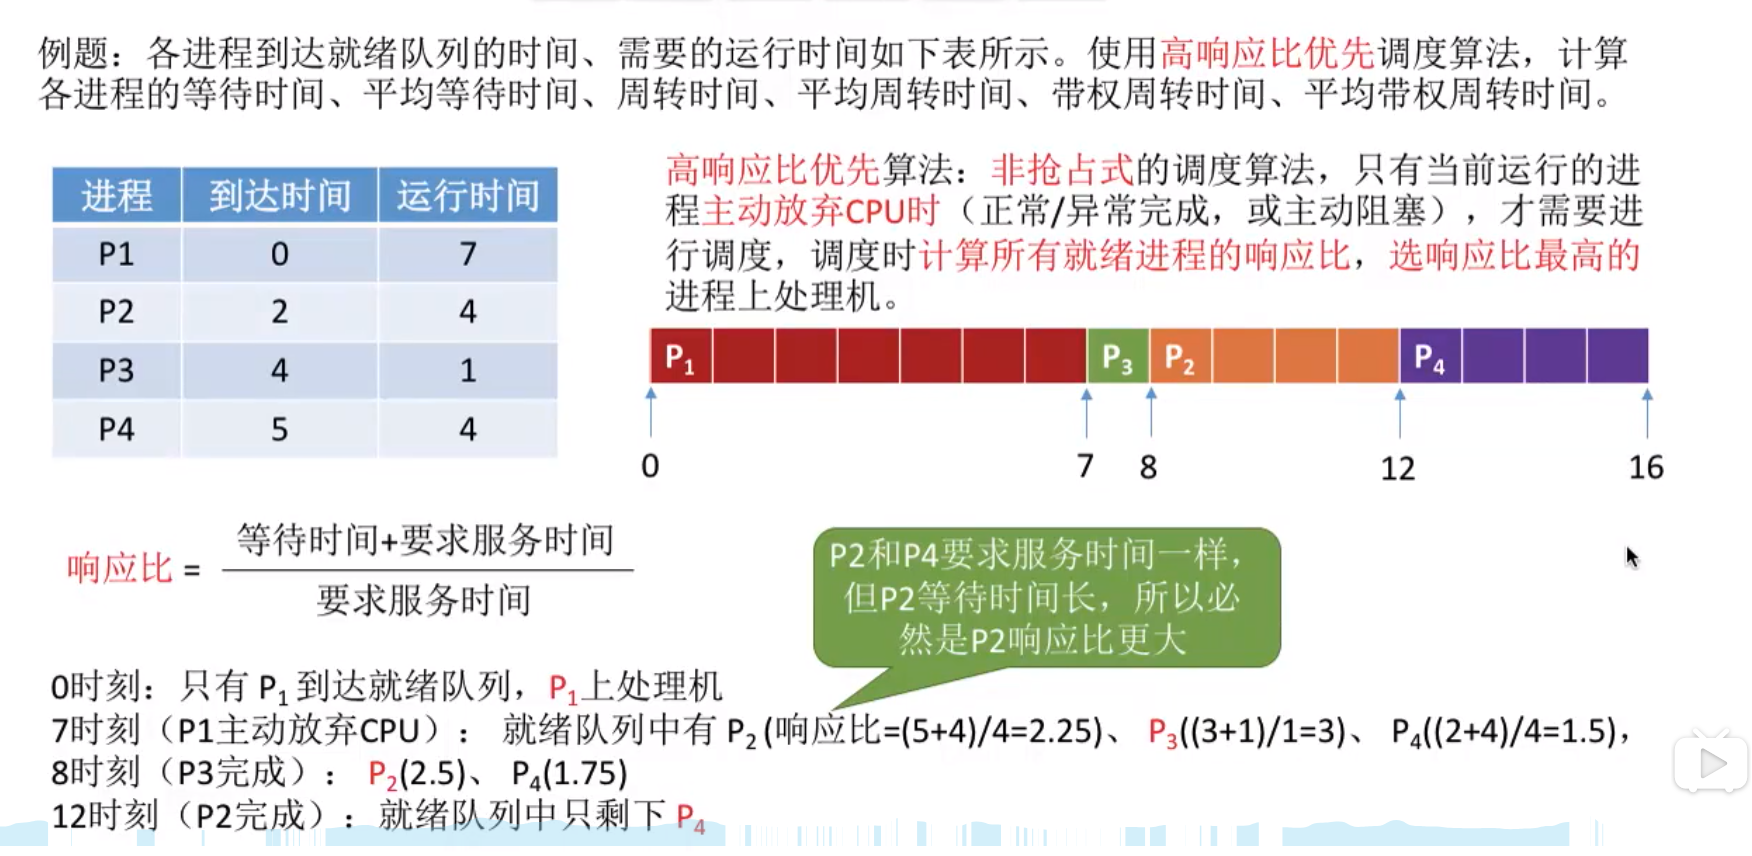 例题：各进程到达就绪队列的时间、需要的运行时间如下表所示。使用高响应比优先调度算法，计算
各进程的等待时间、平均等待时间、周转时间、平均周转时间、带权周转时间、平均带权周转时间。
进程 到达时间 运行时间
P1 0 7
P2 2 4
P3 4 1
P4 5 4
高响应比优先算法：非抢占式的调度算法，只有当前运行的进
程主动放弃CPU时（正常/异常完成，或主动阻塞），才需要进
行调度，调度时计算所有就绪进程的响应比，选响应比最高的
进程上处理机。
P₁ P₃ P₂ P₄
0 7 8 12 16
等待时间+要求服务时间
响应比 =
要求服务时间
P2和P4要求服务时间一样，
但P2等待时间长，所以必
然是P2响应比更大
0时刻：只有 P₁ 到达就绪队列，P₁上处理机
7时刻（P1主动放弃CPU）： 就绪队列中有 P₂ (响应比=(5+4)/4=2.25)、 P₃((3+1)/1=3)、 P₄((2+4)/4=1.5)，
8时刻（P3完成）： P₂(2.5)、 P₄(1.75)
12时刻（P2完成）：就绪队列中只剩下 P₄